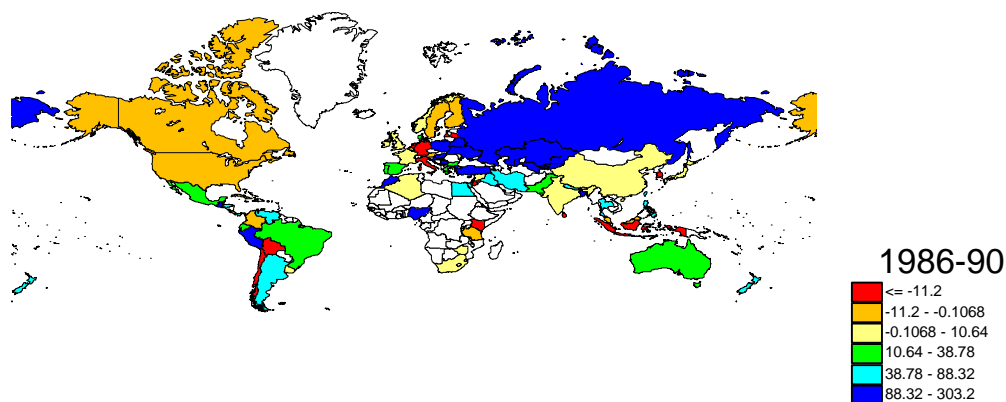 1986-90
<= -11.2
-11.2 - -0.1068
-0.1068 - 10.64
10.64 - 38.78
38.78 - 88.32
88.32 - 303.2